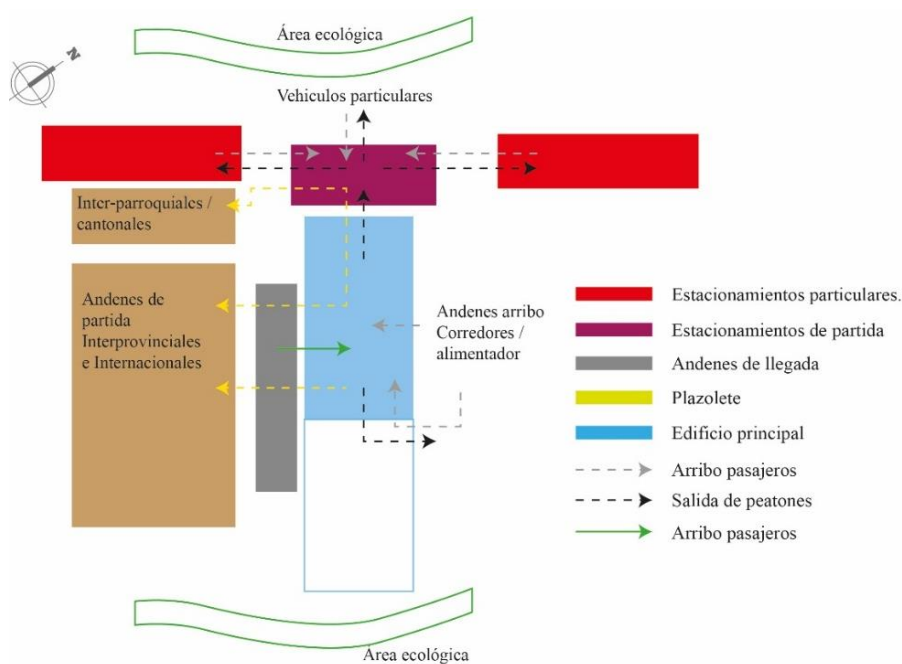 Área ecológica
N
Vehiculos particulares
Inter-parroquiales /
cantonales
Andenes de
partida
Interprovinciales
e Internacionales
Andenes arribo
Corredores /
alimentador
Estacionamientos particulares.
Estacionamientos de partida
Andenes de llegada
Plazolete
Edificio principal
Arribo pasajeros
Salida de peatones
Arribo pasajeros
Área ecológica